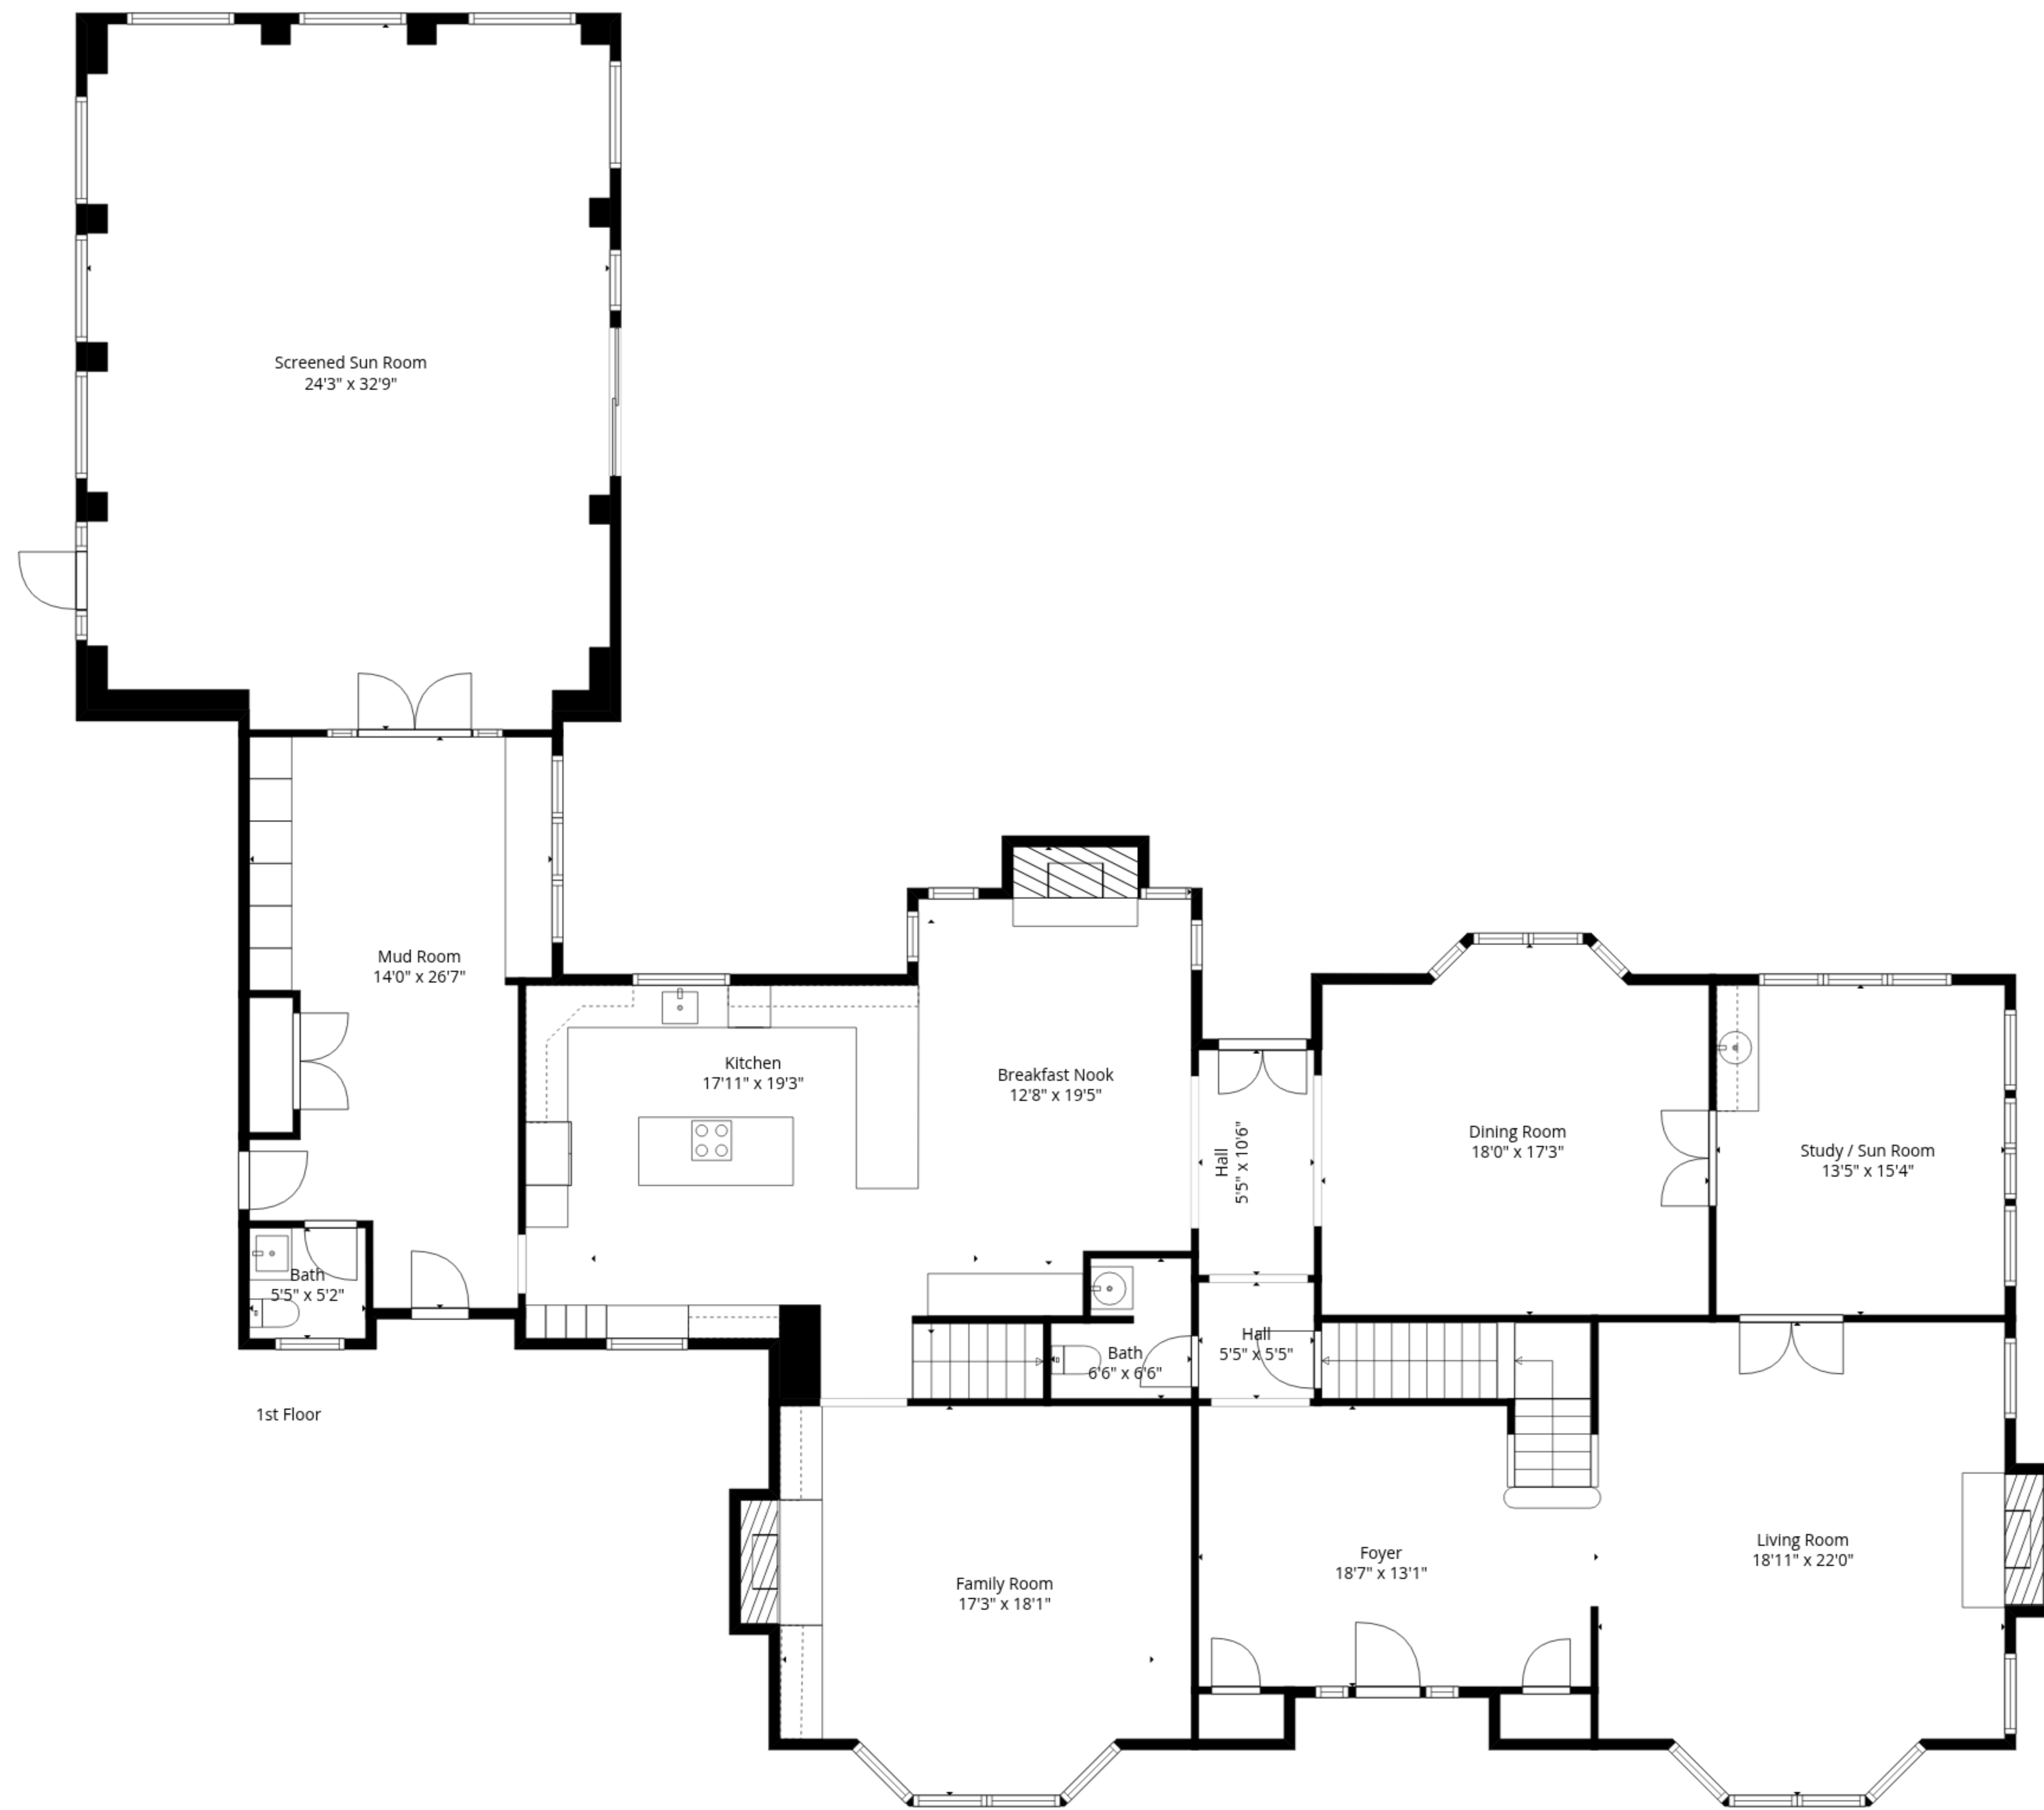 Screened Sun Room
24'3" x 32'9"
Mud Room
14'0" x 26'7"
Kitchen
17'11" x 19'3"
Breakfast Nook
12'8" x 19'5"
Hall
5'5" x 10'6"
Dining Room
18'0" x 17'3"
Study / Sun Room
13'5" x 15'4"
Bath
5'5" x 5'2"
Hall
5'5" x 5'5"
Bath
6'6" x 6'6"
1st Floor
Living Room
18'11" x 22'0"
Foyer
18'7" x 13'1"
Family Room
17'3" x 18'1"